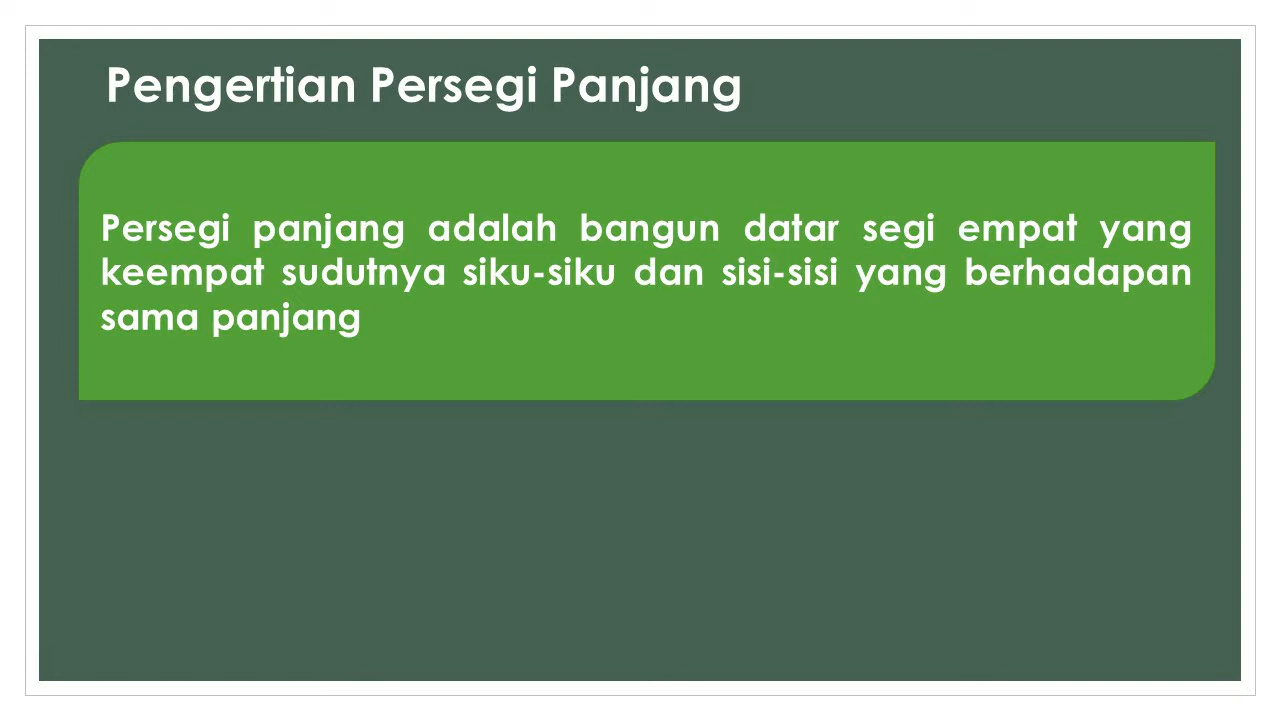 Pengertian Persegi Panjang
Persegi panjang adalah bangun datar segi empat yang
keempat sudutnya siku-siku dan sisi-sisi yang berhadapan
sama panjang